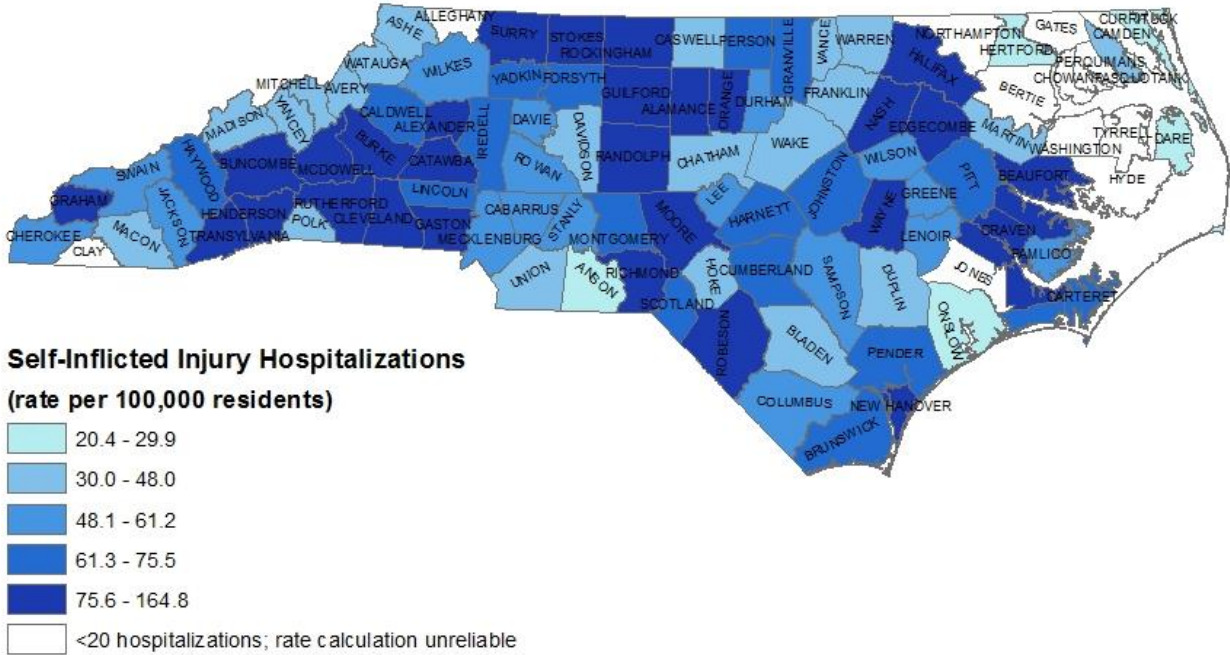 ALLEGHANY
ASHE
SURRY
STOKES
ROCKINGHAM
CASWELL
PERSON
GRANVILLE
VANCE
WARREN
NORTHAMPTON
HERTFORD
GATES
CURRITUCK
CAMDEN
PERQUIMANS
CHOWAN
PASQUOTANK
HALIFAX
WATAUGA
WILKES
YADKIN
FORSYTH
GUILFORD
ALAMANCE
ORANGE
DURHAM
FRANKLIN
BERTIE
MITCHELL
AVERY
YANCEY
MADISON
CALDWELL
ALEXANDER
IREDELL
DAVIE
DAVIDSON
RANDOLPH
CHATHAM
WAKE
NASH
EDGECOMBE
MARTIN
WASHINGTON
TYRRELL
DARE
HYDE
HAYWOOD
BUNCOMBE
MCDOWELL
BURKE
CATAWBA
ROWAN
LINCOLN
SWAIN
GRAHAM
JACKSON
HENDERSON
RUTHERFORD
POLK
CLEVELAND
GASTON
MECKLENBURG
CABARRUS
STANLY
MONTGOMERY
MOORE
LEE
HARNETT
JOHNSTON
WILSON
WAYNE
GREENE
PITT
BEAUFORT
LENOIR
CRAVEN
PAMLICO
CHEROKEE
CLAY
MACON
TRANSYLVANIA
UNION
ANSON
RICHMOND
SCOTLAND
HOKE
CUMBERLAND
SAMPSON
DUPLIN
JONES
ONSLOW
CARTERET
ROBESON
BLADEN
PENDER
COLUMBUS
NEW HANOVER
BRUNSWICK
Self-Inflicted Injury Hospitalizations
(rate per 100,000 residents)
20.4 - 29.9
30.0 - 48.0
48.1 - 61.2
61.3 - 75.5
75.6 - 164.8
<20 hospitalizations; rate calculation unreliable